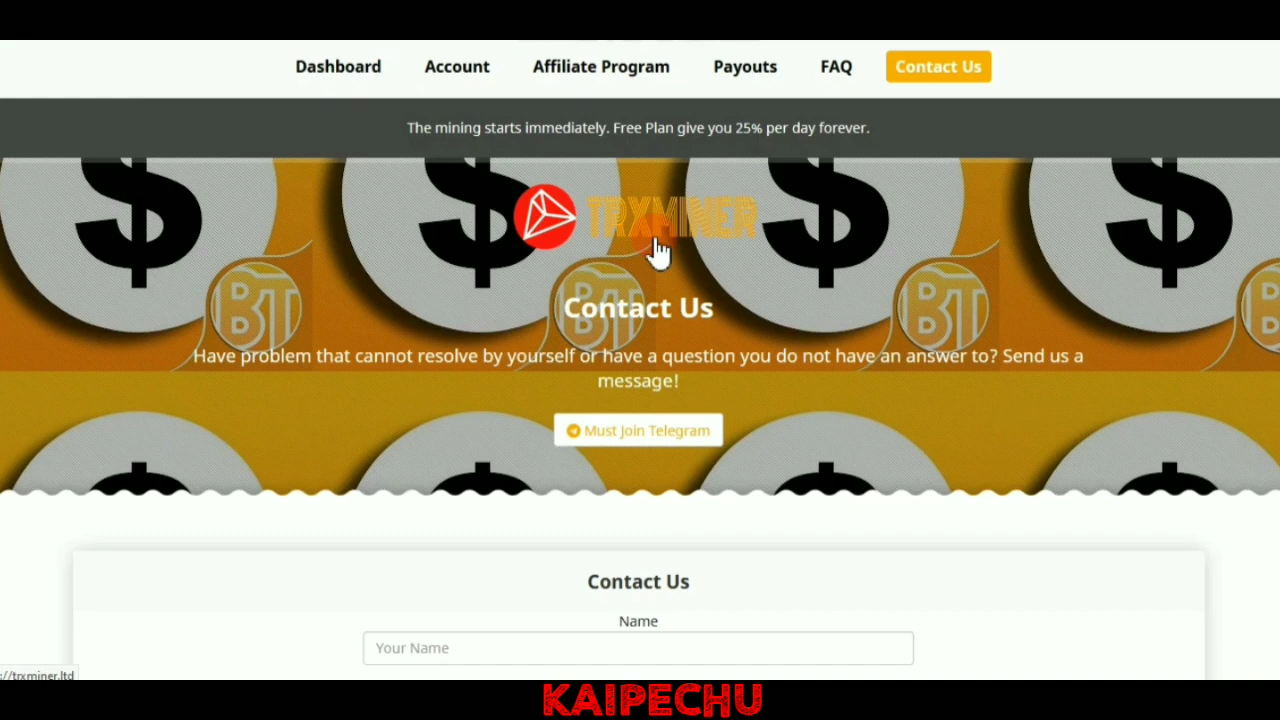 Dashboard Account Affiliate Program Payouts FAQ Contact Us
The mining starts immediately. Free Plan give you 25% per day forever.
TRXMINER
Contact Us
Have problem that cannot resolve by yourself or have a question you do not have an answer to? Send us a
message!
Must Join Telegram
Contact Us
Name
Your Name
://trxminer.ltd
KAIPECHU